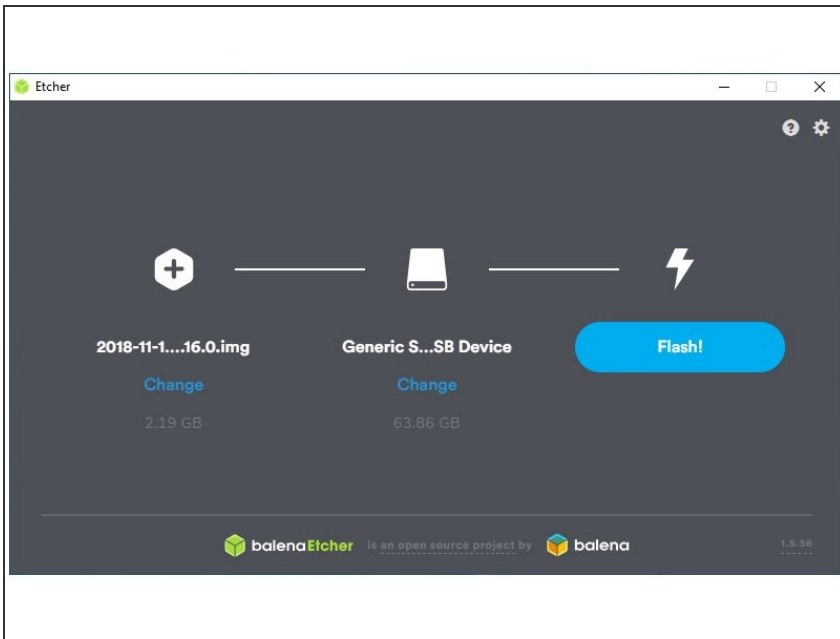 Etcher
2018-11-1....16.0.img
Generic S...SB Device
Flash!
Change
Change
2.19 GB
63.86 GB
balenaEtcher is an open source project by balena
1.5.56